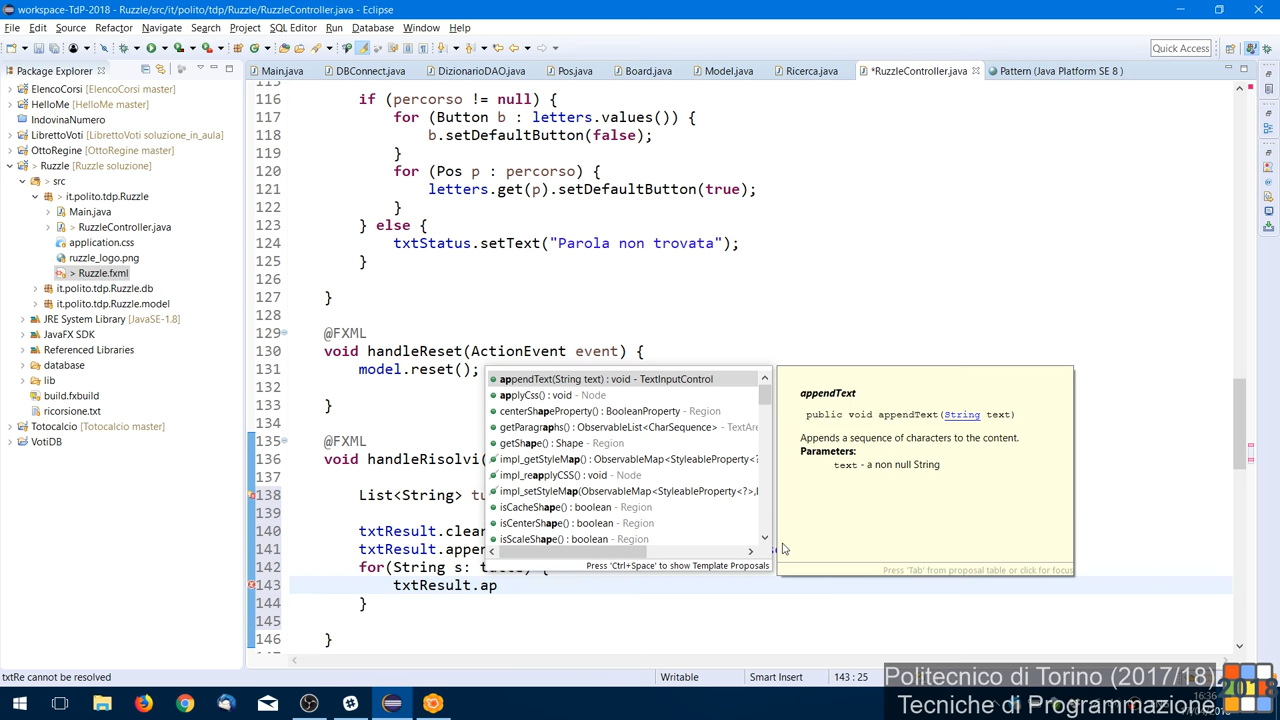 workspace-TdP-2018 - Ruzzle/src/it/polito/tdp/Ruzzle/RuzzleController.java - Eclipse
File Edit Source Refactor Navigate Search Project SQL Editor Run Database Window Help
Quick Access
Package Explorer
Main.java DBConnect.java DizionarioDAO.java Pos.java Board.java Model.java Ricerca.java *RuzzleController.java Pattern (Java Platform SE 8 )
ElencoCorsi [ElencoCorsi master]
HelloMe [HelloMe master]
IndovinaNumero
LibrettoVoti [LibrettoVoti soluzione_in_aula]
OttoRegine [OttoRegine master]
> Ruzzle [Ruzzle soluzione]
> src
> it.polito.tdp.Ruzzle
Main.java
> RuzzleController.java
application.css
ruzzle_logo.png
> Ruzzle.fxml
it.polito.tdp.Ruzzle.db
it.polito.tdp.Ruzzle.model
JRE System Library [JavaSE-1.8]
JavaFX SDK
Referenced Libraries
database
lib
build.fxbuild
ricorsione.txt
Totocalcio [Totocalcio master]
VotiDB
116 if (percorso != null) {
117 for (Button b : letters.values()) {
118 b.setDefaultButton(false);
119 }
120 for (Pos p : percorso) {
121 letters.get(p).setDefaultButton(true);
122 }
123 } else {
124 txtStatus.setText("Parola non trovata");
125 }
126
127 }
128
129 @FXML
130 void handleReset(ActionEvent event) {
131 model.reset();
132
133 }
134
135 @FXML
136 void handleRisolvi(
137
138 List<String> tu
139
140 txtResult.clea
141 txtResult.appen
142 for(String s: tutte) {
143 txtResult.ap
144 }
145
146 }
appendText(String text) : void - TextInputControl
applyCss() : void - Node
centerShapeProperty() : BooleanProperty - Region
getParagraphs() : ObservableList<CharSequence> - TextAre
getShape() : Shape - Region
impl_getStyleMap() : ObservableMap<StyleableProperty<?
impl_reapplyCSS() : void - Node
impl_setStyleMap(ObservableMap<StyleableProperty<?>,
isCacheShape() : boolean - Region
isCenterShape() : boolean - Region
isScaleShape() : boolean - Region
Press 'Ctrl+Space' to show Template Proposals
appendText
public void appendText(String text)
Appends a sequence of characters to the content.
Parameters:
text - a non null String
Press 'Tab' from proposal table or click for focus
txtRe cannot be resolved
Writable
Smart Insert
143 : 25
Politecnico di Torino (2017/18)
Tecniche di Programmazione
16:36
2018